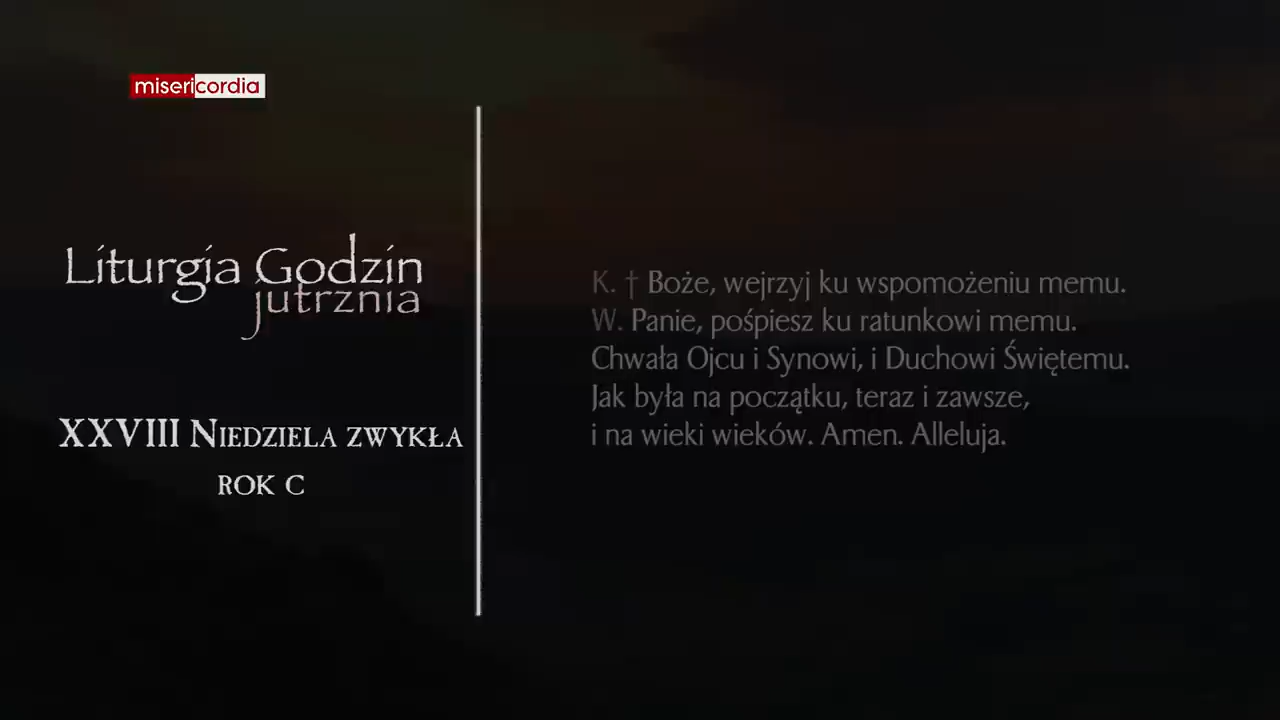 misericordia
Liturgia Godzin
jutrznia
XXVIII Niedziela zwykła
rok C
K. † Boże, wejrzyj ku wspomożeniu memu.
W. Panie, pośpiesz ku ratunkowi memu.
Chwała Ojcu i Synowi, i Duchowi Świętemu.
Jak była na początku, teraz i zawsze,
i na wieki wieków. Amen. Alleluja.